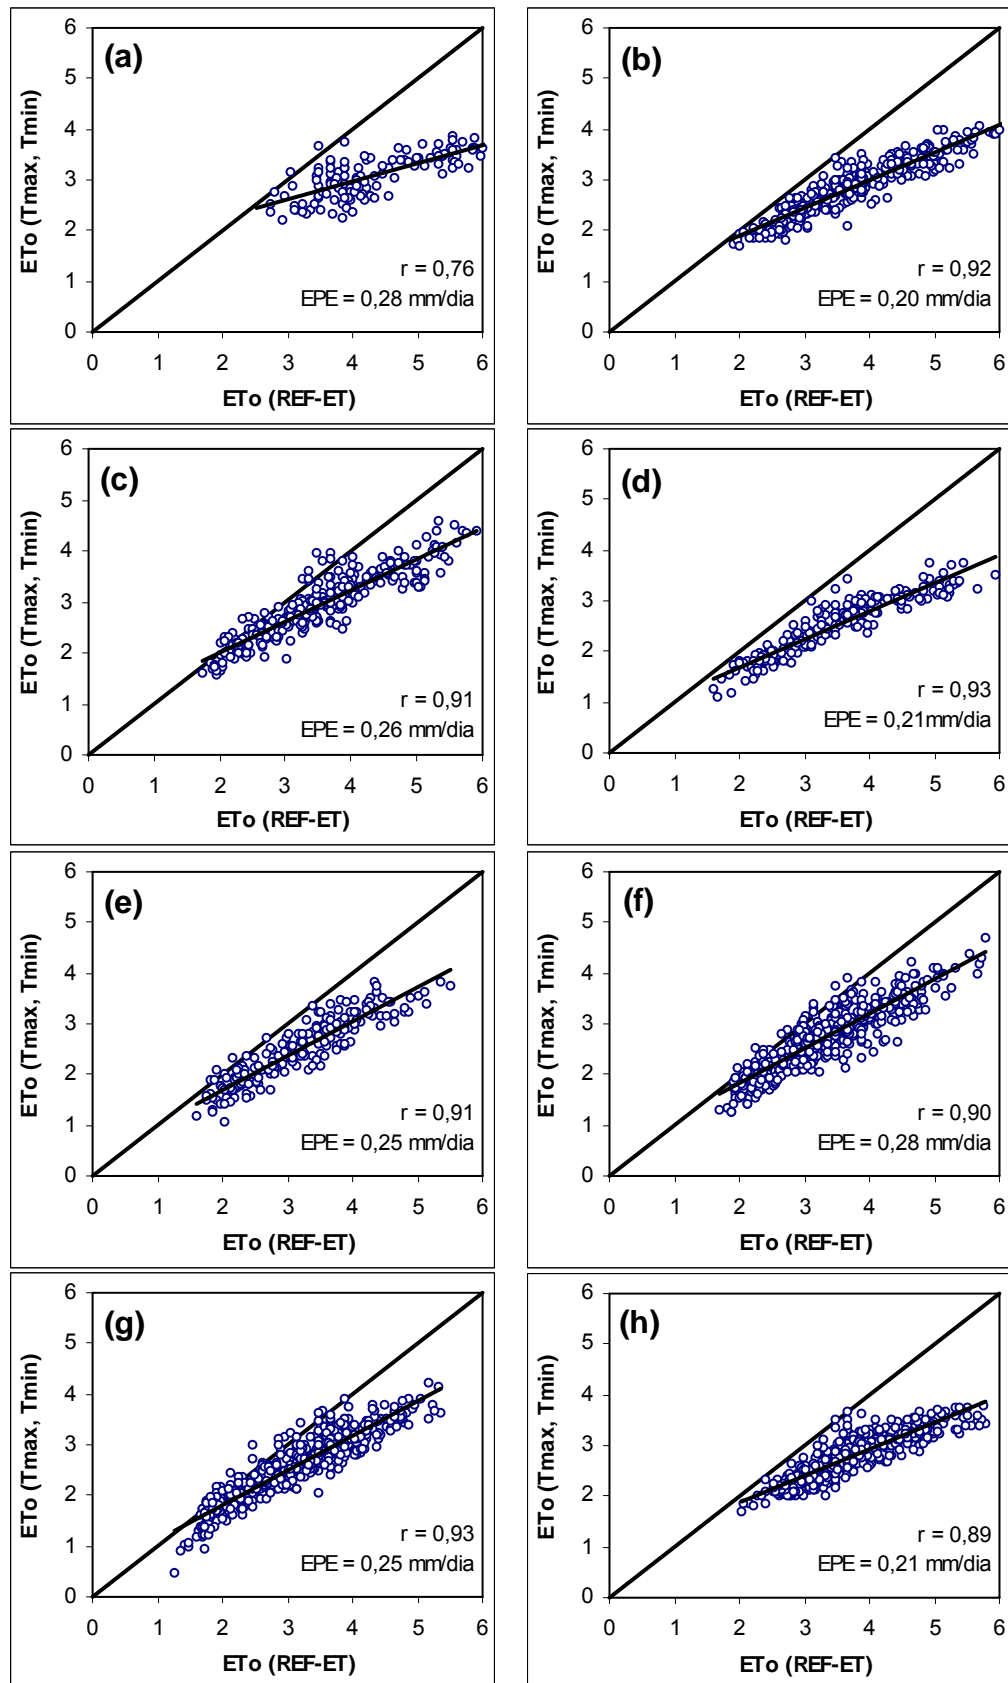 (a)
6
5
4
3
2
1
0
ETo (Tmax, Tmin)
r = 0,76
EPE = 0,28 mm/dia
0 1 2 3 4 5 6
ETo (REF-ET)
(b)
6
5
4
3
2
1
0
ETo (Tmax, Tmin)
r = 0,92
EPE = 0,20 mm/dia
0 1 2 3 4 5 6
ETo (REF-ET)
(c)
6
5
4
3
2
1
0
ETo (Tmax, Tmin)
r = 0,91
EPE = 0,26 mm/dia
0 1 2 3 4 5 6
ETo (REF-ET)
(d)
6
5
4
3
2
1
0
ETo (Tmax, Tmin)
r = 0,93
EPE = 0,21mm/dia
0 1 2 3 4 5 6
ETo (REF-ET)
(e)
6
5
4
3
2
1
0
ETo (Tmax, Tmin)
r = 0,91
EPE = 0,25 mm/dia
0 1 2 3 4 5 6
ETo (REF-ET)
(f)
6
5
4
3
2
1
0
ETo (Tmax, Tmin)
r = 0,90
EPE = 0,28 mm/dia
0 1 2 3 4 5 6
ETo (REF-ET)
(g)
6
5
4
3
2
1
0
ETo (Tmax, Tmin)
r = 0,93
EPE = 0,25 mm/dia
0 1 2 3 4 5 6
ETo (REF-ET)
(h)
6
5
4
3
2
1
0
ETo (Tmax, Tmin)
r = 0,89
EPE = 0,21 mm/dia
0 1 2 3 4 5 6
ETo (REF-ET)